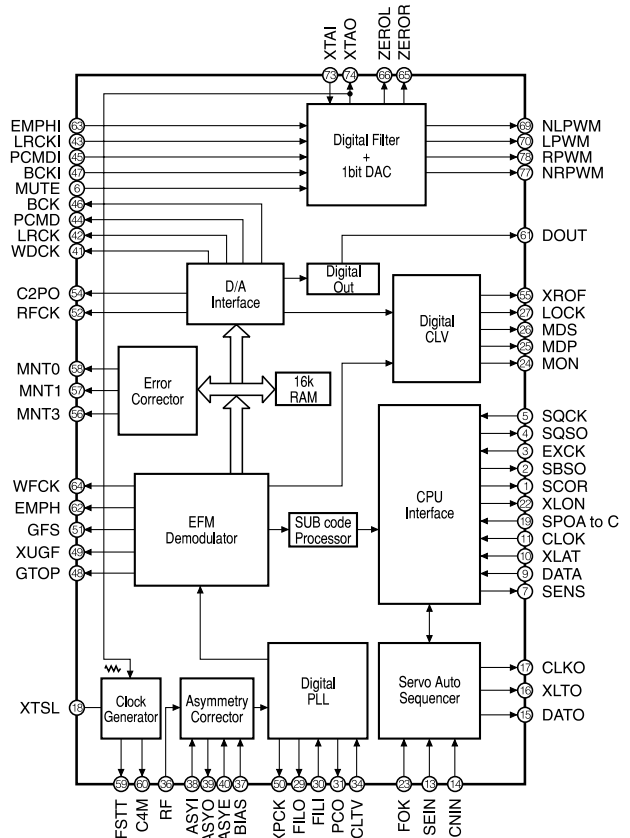 XTAI
XTAO
ZEROL
ZEROR
73
74
66
65
EMPHI 63
LRCKI 43
PCMDI 45
BCKI 47
MUTE 6
BCK 46
PCMD 44
LRCK 42
WDCK 41
C2PO 54
RFCK 52
MNT0 58
MNT1 57
MNT3 56
WFCK 64
EMPH 62
GFS 51
XUGF 49
GTOP 48
XTSL 18
Digital Filter
+
1bit DAC
D/A
Interface
Digital
Out
Digital
CLV
Error
Corrector
16k
RAM
EFM
Demodulator
SUB code
Processor
CPU
Interface
Clock
Generator
Asymmetry
Corrector
Digital
PLL
Servo Auto
Sequencer
69 NLPWM
70 LPWM
78 RPWM
77 NRPWM
61 DOUT
55 XROF
27 LOCK
26 MDS
25 MDP
24 MON
5 SQCK
4 SQSO
3 EXCK
2 SBSO
1 SCOR
22 XLON
19 SPOA to C
11 CLOK
10 XLAT
9 DATA
7 SENS
17 CLKO
16 XLTO
15 DATO
59
60
36
38
39
40
37
50
29
30
31
34
23
13
14
FSTT
C4M
RF
ASYI
ASYO
ASYE
BIAS
XPCK
FILO
FILI
PCO
CLTV
FOK
SEIN
CNIN